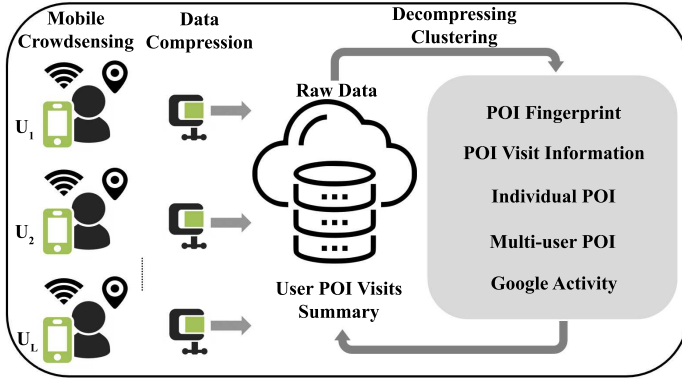 Mobile
Crowdsensing
Data
Compression
Decompressing
Clustering
U1
U2
UL
Raw Data
User POI Visits
Summary
POI Fingerprint
POI Visit Information
Individual POI
Multi-user POI
Google Activity